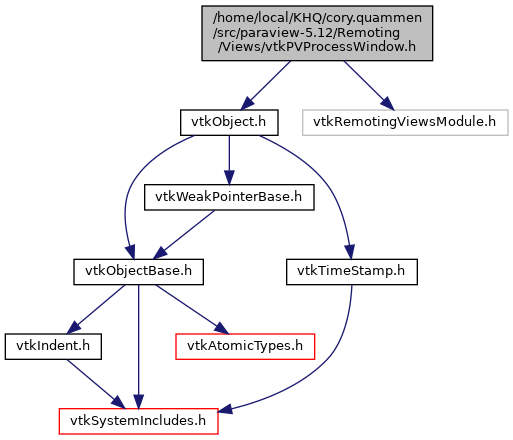 /home/local/KHQ/cory.quammen
/src/paraview-5.12/Remoting
/Views/vtkPVProcessWindow.h
vtkObject.h
vtkRemotingViewsModule.h
vtkWeakPointerBase.h
vtkObjectBase.h
vtkTimeStamp.h
vtkIndent.h
vtkAtomicTypes.h
vtkSystemIncludes.h